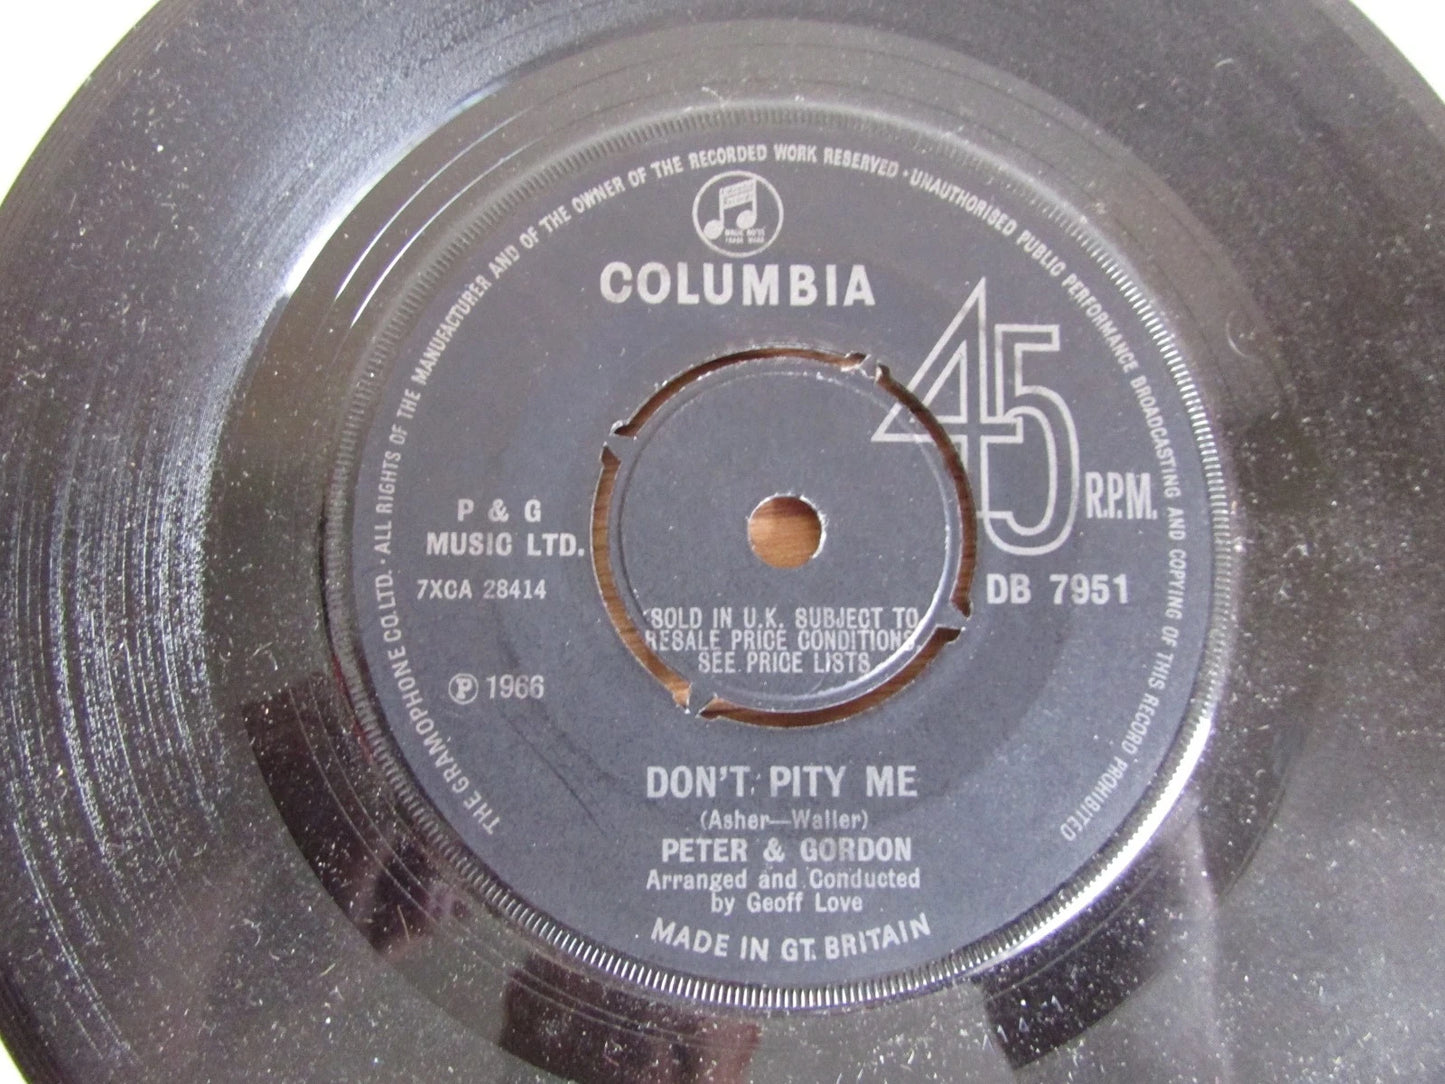 THE GRAMOPHONE CO. LTD. · ALL RIGHTS OF THE MANUFACTURER AND OF THE OWNER OF THE RECORDED WORK RESERVED · UNAUTHORISED PUBLIC PERFORMANCE BROADCASTING AND COPYING OF THIS RECORD PROHIBITED
COLUMBIA
45
R.P.M.
P & G
MUSIC LTD.
7XCA 28414
DB 7951
SOLD IN U.K. SUBJECT TO
RESALE PRICE CONDITIONS,
SEE PRICE LISTS
Ⓟ 1966
DON'T PITY ME
(Asher—Waller)
PETER & GORDON
Arranged and Conducted
by Geoff Love
MADE IN GT. BRITAIN